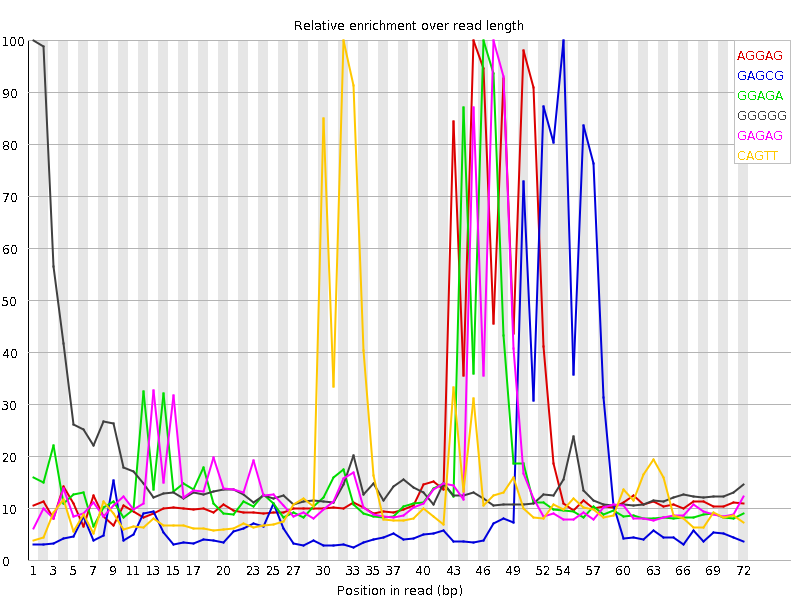 Relative enrichment over read length
100
90
80
70
60
50
40
30
20
10
0
AGGAG
GAGCG
GGAGA
GGGGG
GAGAG
CAGTT
1 3 5 7 9 11 13 15 17 20 23 25 27 30 33 35 37 40 43 46 49 52 54 57 60 63 66 69 72
Position in read (bp)